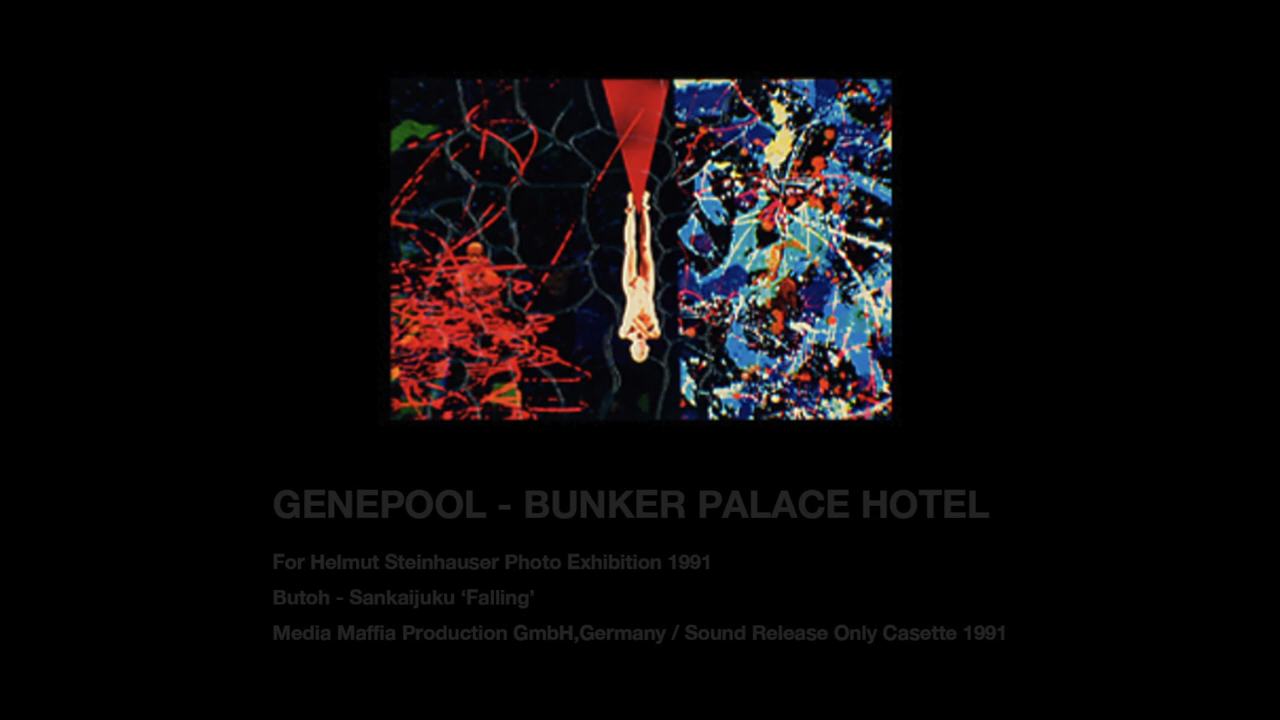 GENEPOOL - BUNKER PALACE HOTEL
For Helmut Steinhauser Photo Exhibition 1991
Butoh - Sankaijuku ‘Falling’
Media Maffia Production GmbH,Germany / Sound Release Only Casette 1991